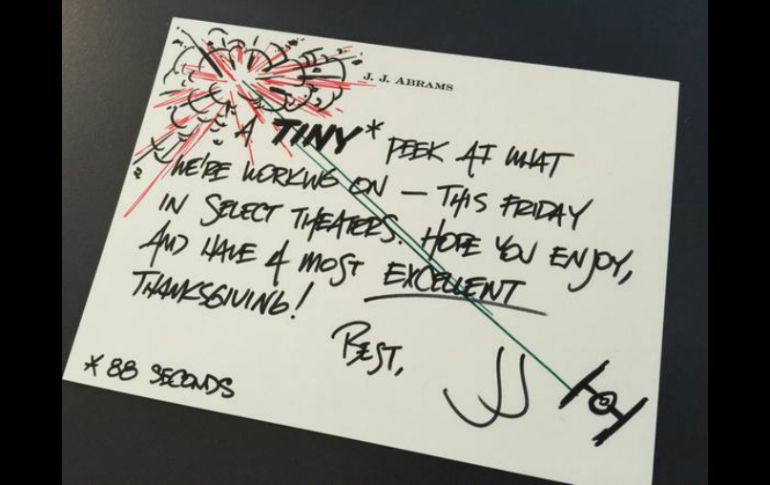 J. J. ABRAMS
A TINY* PEEK AT WHAT
WE'RE WORKING ON — THIS FRIDAY
IN SELECT THEATERS. HOPE YOU ENJOY,
AND HAVE A MOST EXCELLENT
THANKSGIVING!
BEST,
JJ
* 88 SECONDS